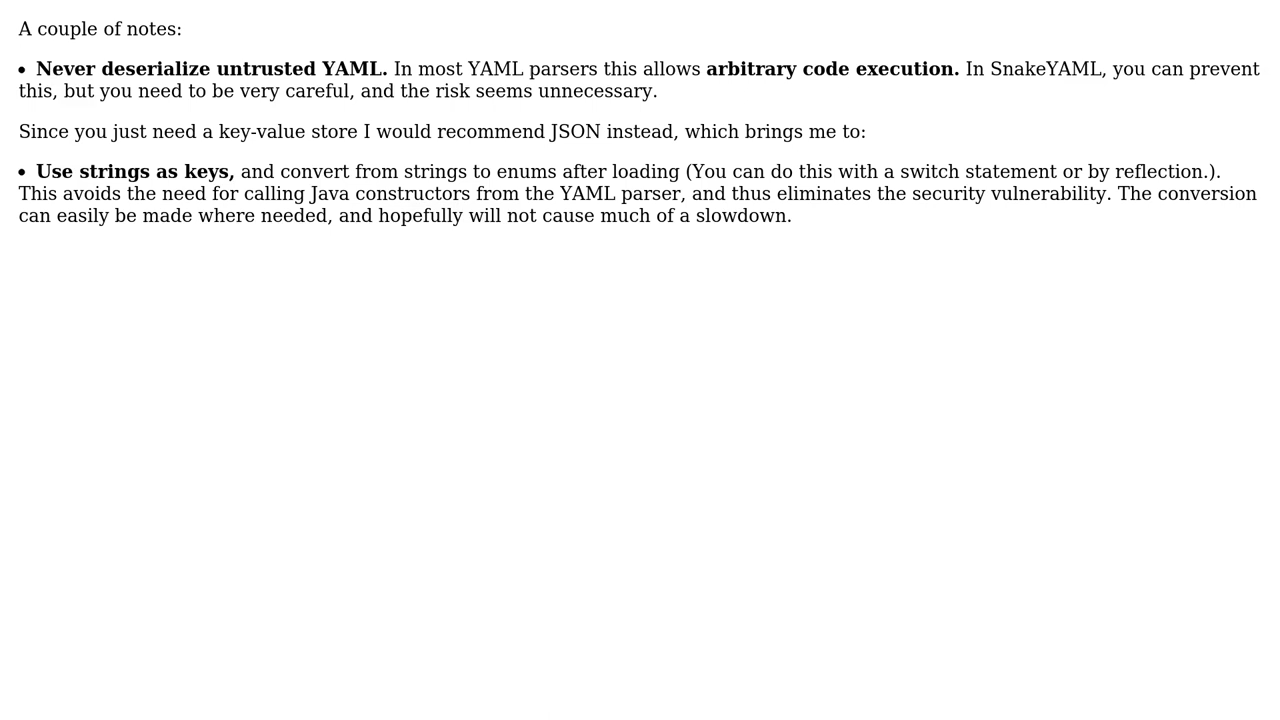 A couple of notes:
• Never deserialize untrusted YAML. In most YAML parsers this allows arbitrary code execution. In SnakeYAML, you can prevent
this, but you need to be very careful, and the risk seems unnecessary.
Since you just need a key-value store I would recommend JSON instead, which brings me to:
• Use strings as keys, and convert from strings to enums after loading (You can do this with a switch statement or by reflection.).
This avoids the need for calling Java constructors from the YAML parser, and thus eliminates the security vulnerability. The conversion
can easily be made where needed, and hopefully will not cause much of a slowdown.